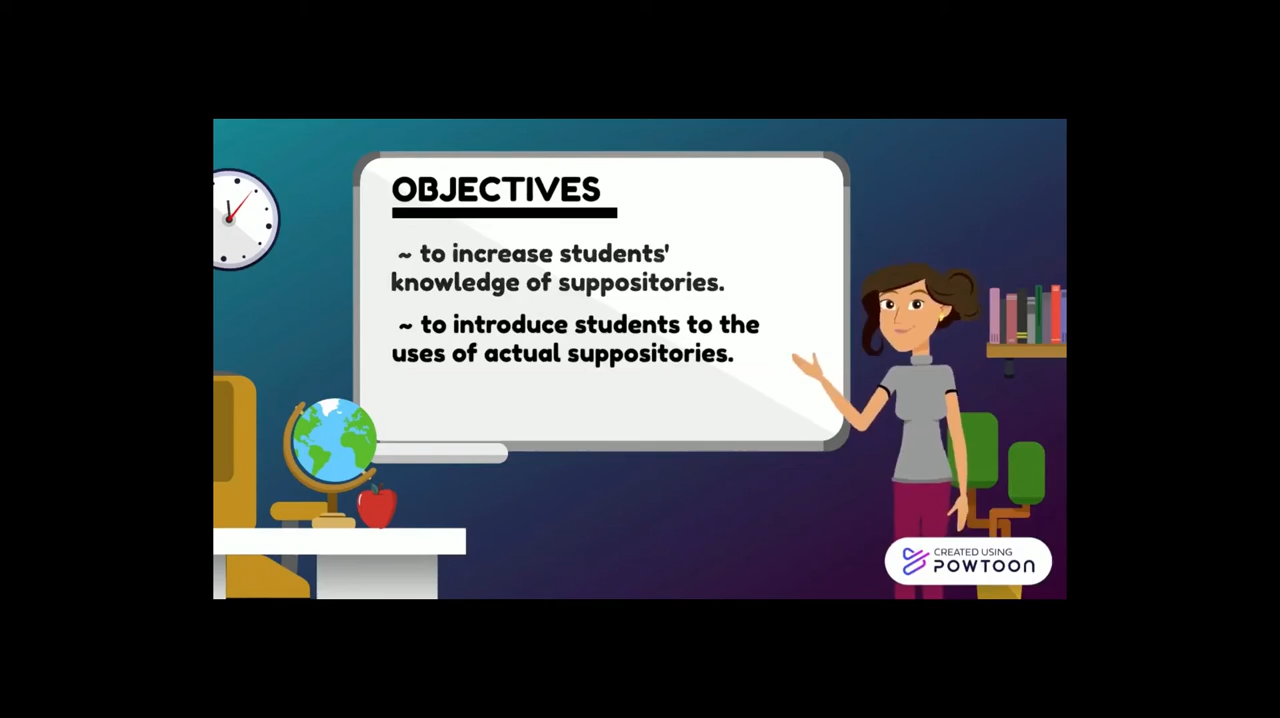 OBJECTIVES
~ to increase students'
knowledge of suppositories.
~ to introduce students to the
uses of actual suppositories.
CREATED USING
POWTOON